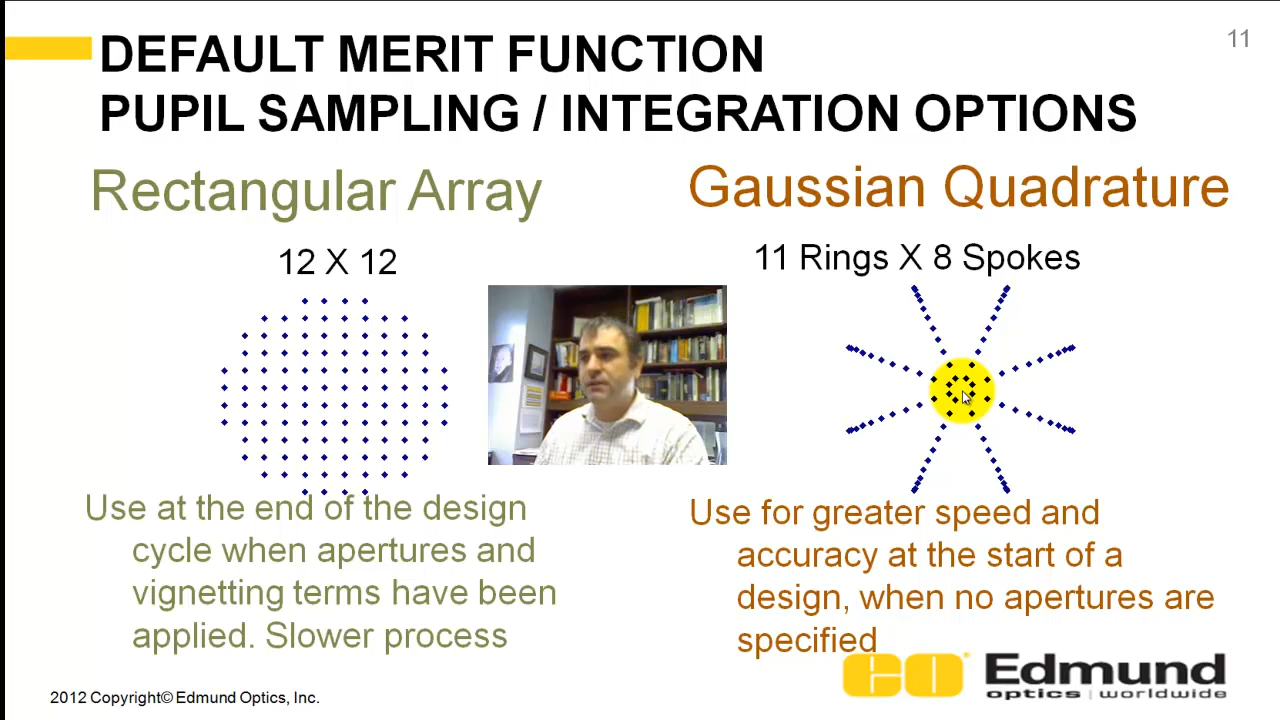 11
DEFAULT MERIT FUNCTION
PUPIL SAMPLING / INTEGRATION OPTIONS
Rectangular Array
12 X 12
Use at the end of the design
cycle when apertures and
vignetting terms have been
applied. Slower process
Gaussian Quadrature
11 Rings X 8 Spokes
Use for greater speed and
accuracy at the start of a
design, when no apertures are
specified
2012 Copyright© Edmund Optics, Inc.
EO® Edmund
optics | worldwide